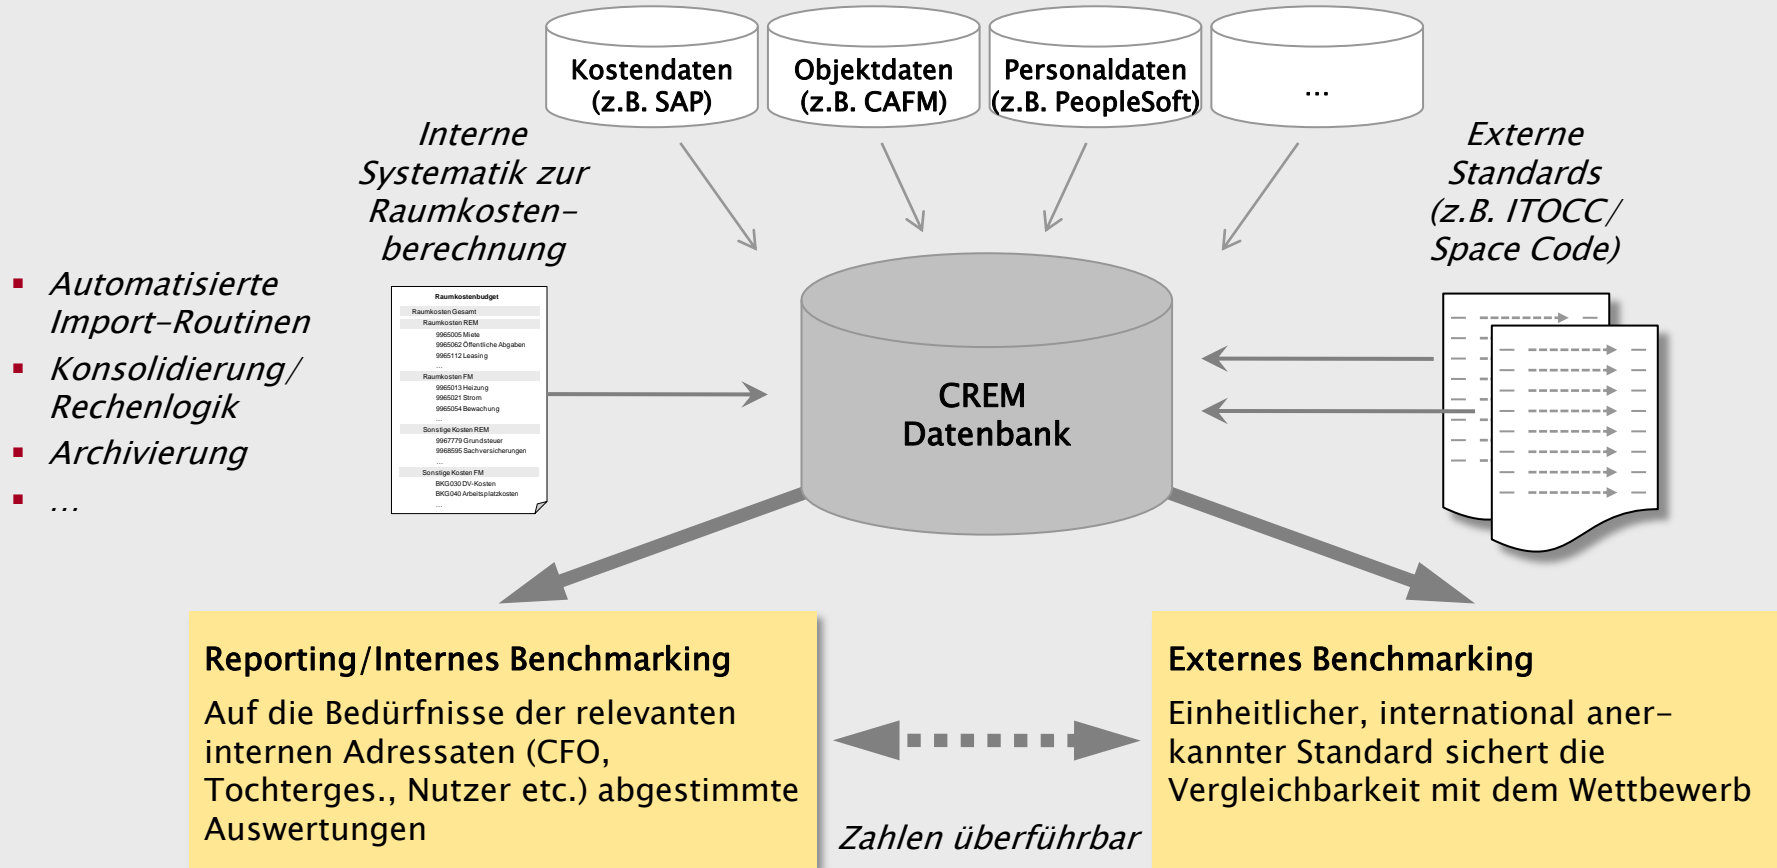 Kostendaten
(z.B. SAP)
Objektdaten
(z.B. CAFM)
Personaldaten
(z.B. PeopleSoft)
...
Interne
Systematik zur
Raumkosten-
berechnung
Externe
Standards
(z.B. ITOCC/
Space Code)
▪ Automatisierte
Import-Routinen
▪ Konsolidierung/
Rechenlogik
▪ Archivierung
▪ ...
Raumkostenbudget
Raumkosten Gesamt
Raumkosten REM
9965005 Miete
9965062 Öffentliche Abgaben
9965112 Leasing
...
Raumkosten FM
9965013 Heizung
9965021 Strom
9965054 Bewachung
...
Sonstige Kosten REM
9967779 Grundsteuer
9968595 Sachversicherungen
...
Sonstige Kosten FM
BKG030 DV-Kosten
BKG040 Arbeitsplatzkosten
...
CREM
Datenbank
Reporting/Internes Benchmarking
Auf die Bedürfnisse der relevanten
internen Adressaten (CFO,
Tochterges., Nutzer etc.) abgestimmte
Auswertungen
Zahlen überführbar
Externes Benchmarking
Einheitlicher, international aner-
kannter Standard sichert die
Vergleichbarkeit mit dem Wettbewerb